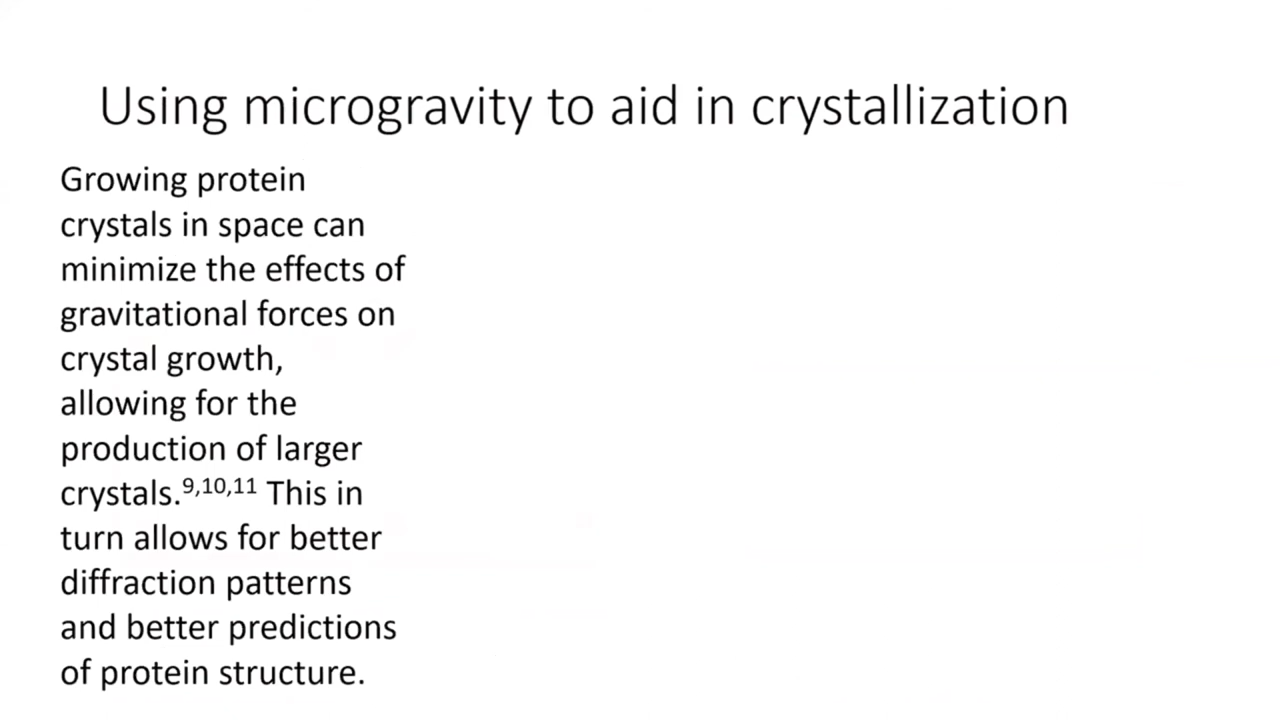 Using microgravity to aid in crystallization
Growing protein
crystals in space can
minimize the effects of
gravitational forces on
crystal growth,
allowing for the
production of larger
crystals.9,10,11 This in
turn allows for better
diffraction patterns
and better predictions
of protein structure.